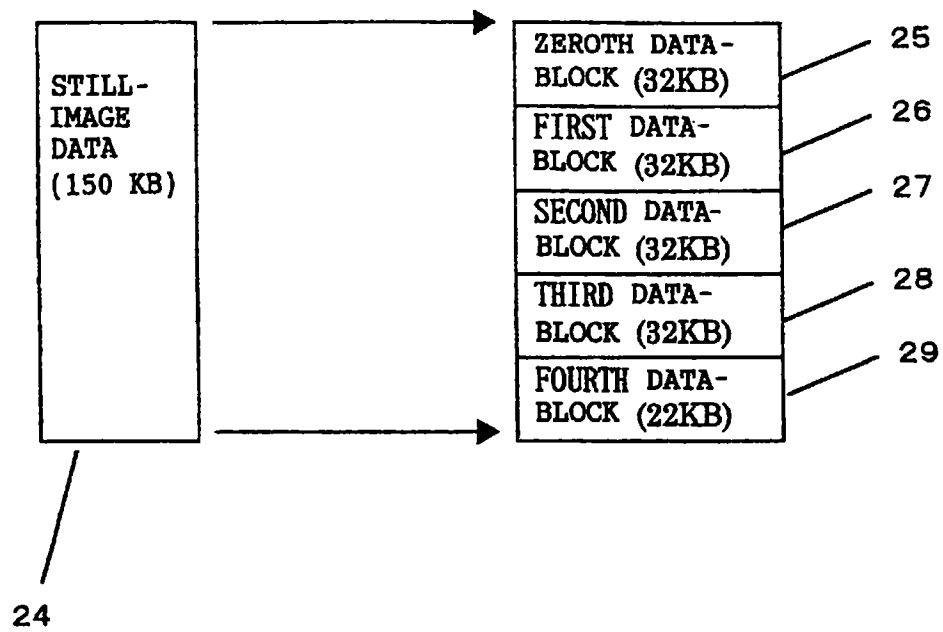 STILL-
IMAGE
DATA
(150 KB)
ZEROTH DATA-
BLOCK (32KB)
FIRST DATA-
BLOCK (32KB)
SECOND DATA-
BLOCK (32KB)
THIRD DATA-
BLOCK (32KB)
FOURTH DATA-
BLOCK (22KB)
25
26
27
28
29
24